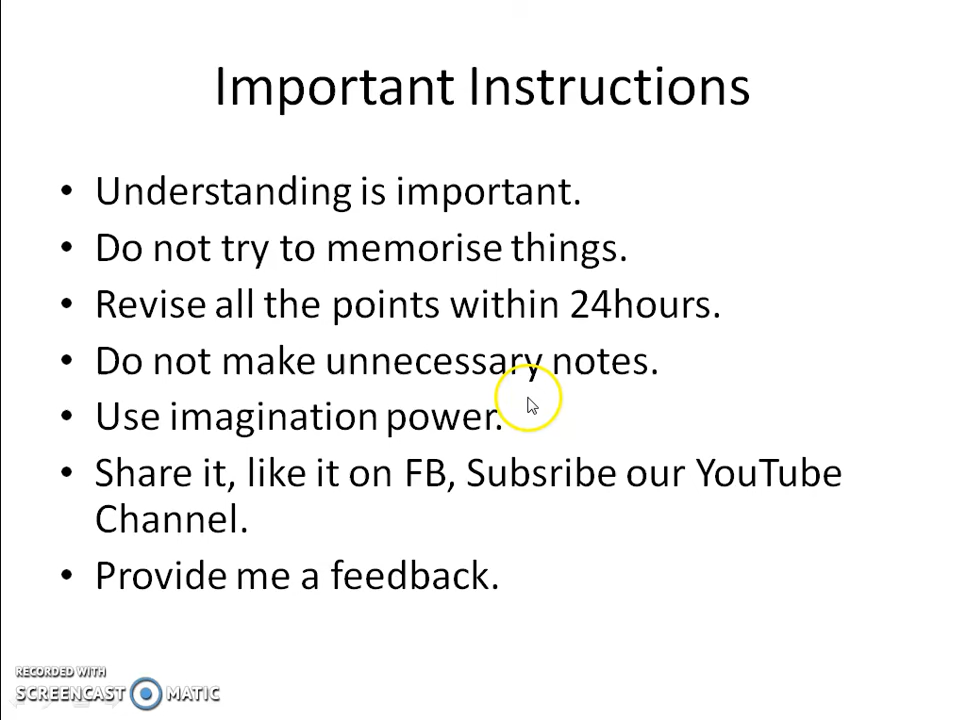 Important Instructions
• Understanding is important.
• Do not try to memorise things.
• Revise all the points within 24hours.
• Do not make unnecessary notes.
• Use imagination power.
• Share it, like it on FB, Subsribe our YouTube
Channel.
• Provide me a feedback.
RECORDED WITH
SCREENCAST MATIC